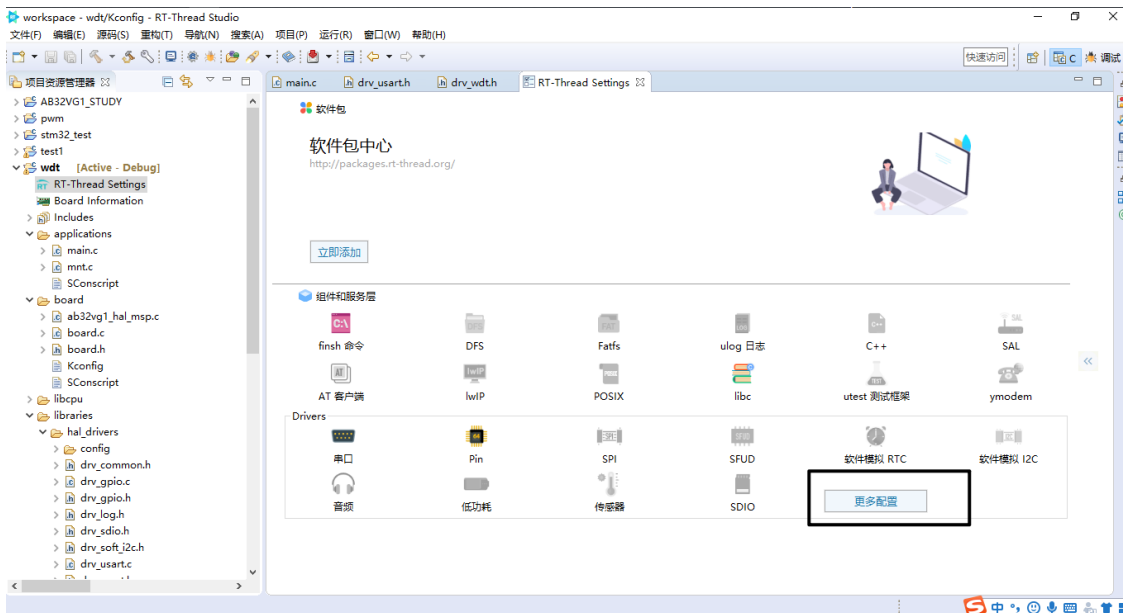 workspace - wdt/Kconfig - RT-Thread Studio
文件(F) 编辑(E) 源码(S) 重构(T) 导航(N) 搜索(A) 项目(P) 运行(R) 窗口(W) 帮助(H)
快速访问 C 调试
项目资源管理器 main.c drv_usart.h drv_wdt.h RT-Thread Settings
AB32VG1_STUDY
pwm
stm32_test
test1
wdt [Active - Debug]
RT-Thread Settings
Board Information
Includes
applications
main.c
mnt.c
SConscript
board
ab32vg1_hal_msp.c
board.c
board.h
Kconfig
SConscript
libcpu
libraries
hal_drivers
config
drv_common.h
drv_gpio.c
drv_gpio.h
drv_log.h
drv_sdio.h
drv_soft_i2c.h
drv_usart.c
软件包
软件包中心
http://packages.rt-thread.org/
立即添加
组件和服务层
finsh 命令 DFS Fatfs ulog 日志 C++ SAL
AT 客户端 lwIP POSIX libc utest 测试框架 ymodem
Drivers
串口 Pin SPI SFUD 软件模拟 RTC 软件模拟 I2C
音频 低功耗 传感器 SDIO 更多配置
中